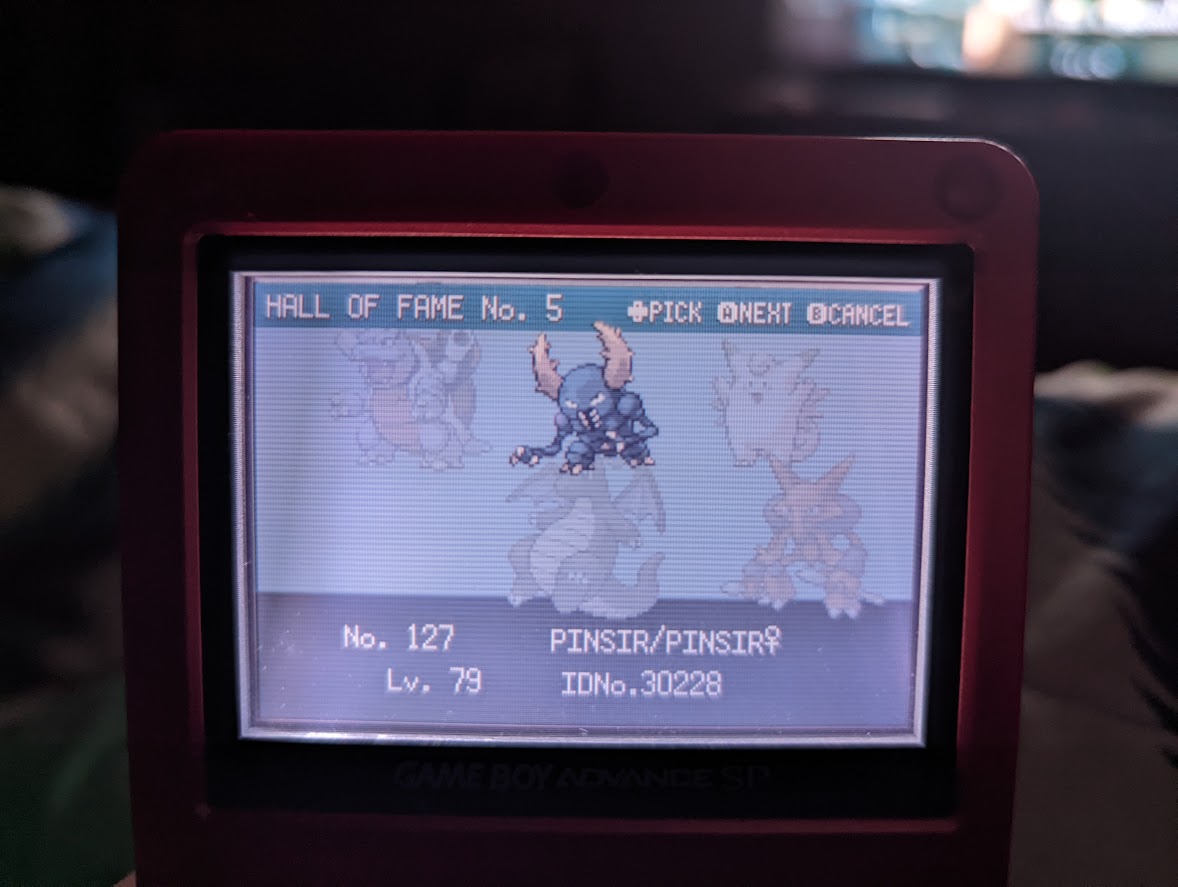 HALL OF FAME No. 5 PICK A NEXT B CANCEL
No. 127 PINSIR/PINSIR♀
Lv. 79 IDNo.30228
GAME BOY ADVANCE SP